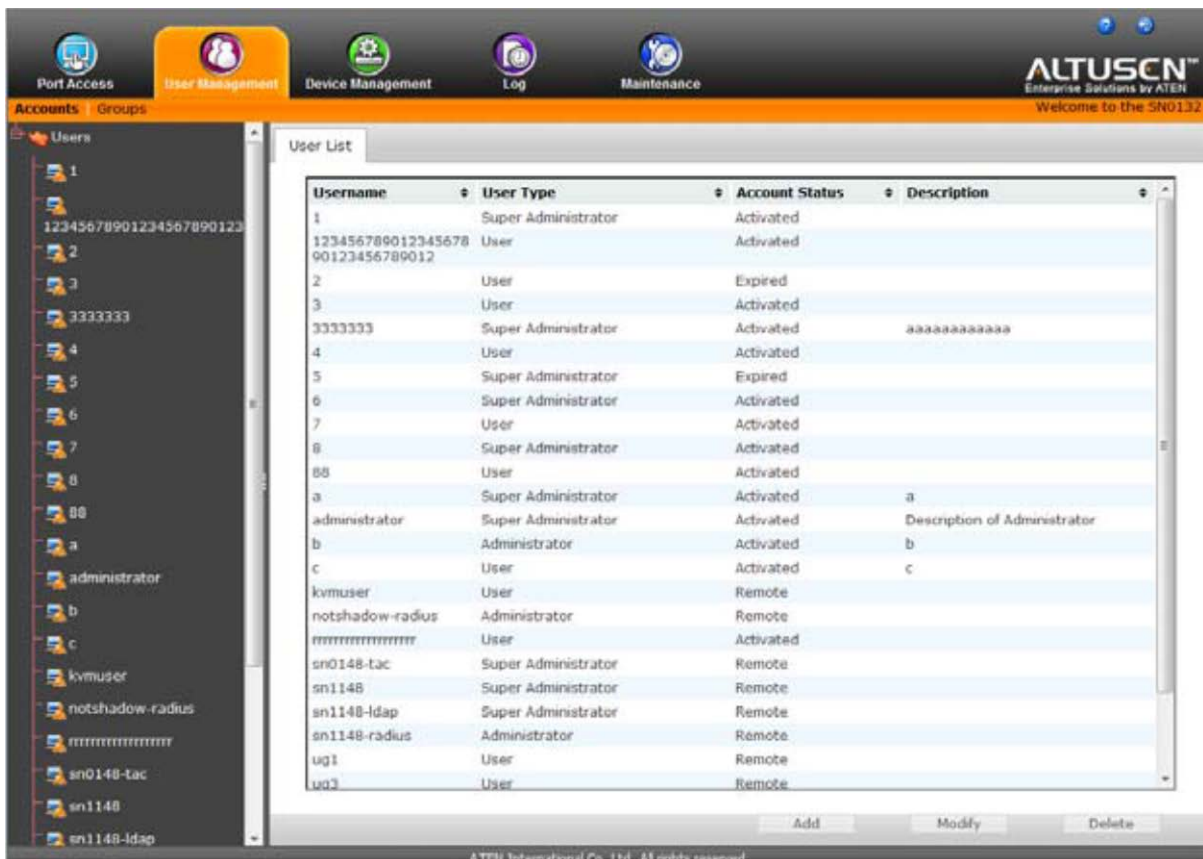 Port Access
User Management
Device Management
Log
Maintenance
ALTUSEN™
Enterprise Solutions by ATEN
Accounts | Groups
Welcome to the SN0132
Users
1
12345678901234567890123
2
3
3333333
4
5
6
7
8
88
a
administrator
b
c
kvmuser
notshadow-radius
sn0148-tac
sn1148
sn1148-ldap
User List
Username User Type Account Status Description
1 Super Administrator Activated
123456789012345678 User Activated
90123456789012
2 User Expired
3 User Activated
3333333 Super Administrator Activated aaaaaaaaaaaa
4 User Activated
5 Super Administrator Expired
6 Super Administrator Activated
7 User Activated
8 Super Administrator Activated
88 User Activated
a Super Administrator Activated a
administrator Super Administrator Activated Description of Administrator
b Administrator Activated b
c User Activated c
kvmuser User Remote
notshadow-radius Administrator Remote
User Activated
sn0148-tac Super Administrator Remote
sn1148 Super Administrator Remote
sn1148-ldap Super Administrator Remote
sn1148-radius Administrator Remote
ug1 User Remote
ug3 User Remote
Add Modify Delete
ATEN International Co., Ltd. All rights reserved.